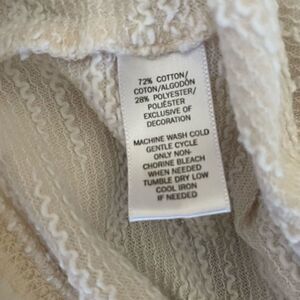 72% COTTON/
COTON/ALGODÓN
28% POLYESTER/
POLIÉSTER
EXCLUSIVE OF
DECORATION
MACHINE WASH COLD
GENTLE CYCLE
ONLY NON-
CHORINE BLEACH
WHEN NEEDED
TUMBLE DRY LOW
COOL IRON
IF NEEDED